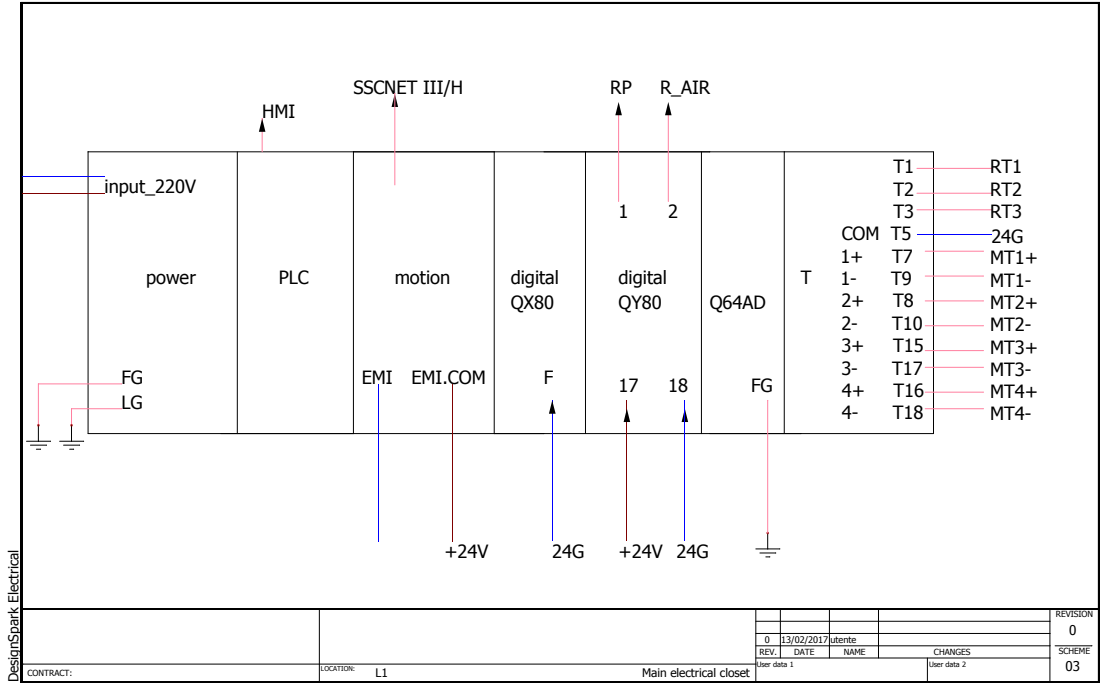 SSCNET III/H
RP R_AIR
HMI
T1 RT1
T2 RT2
T3 RT3
COM T5 24G
1+ T7 MT1+
1- T9 MT1-
2+ T8 MT2+
2- T10 MT2-
3+ T15 MT3+
3- T17 MT3-
4+ T16 MT4+
4- T18 MT4-
input_220V
1 2
power
PLC
motion
digital
QX80
digital
QY80
Q64AD
T
FG
LG
EMI EMI.COM
F
17 18
FG
+24V
24G
+24V 24G
DesignSpark Electrical
CONTRACT:
LOCATION:
L1
Main electrical closet
0 13/02/2017 utente
REV. DATE NAME CHANGES
User data 1
User data 2
REVISION
0
SCHEME
03